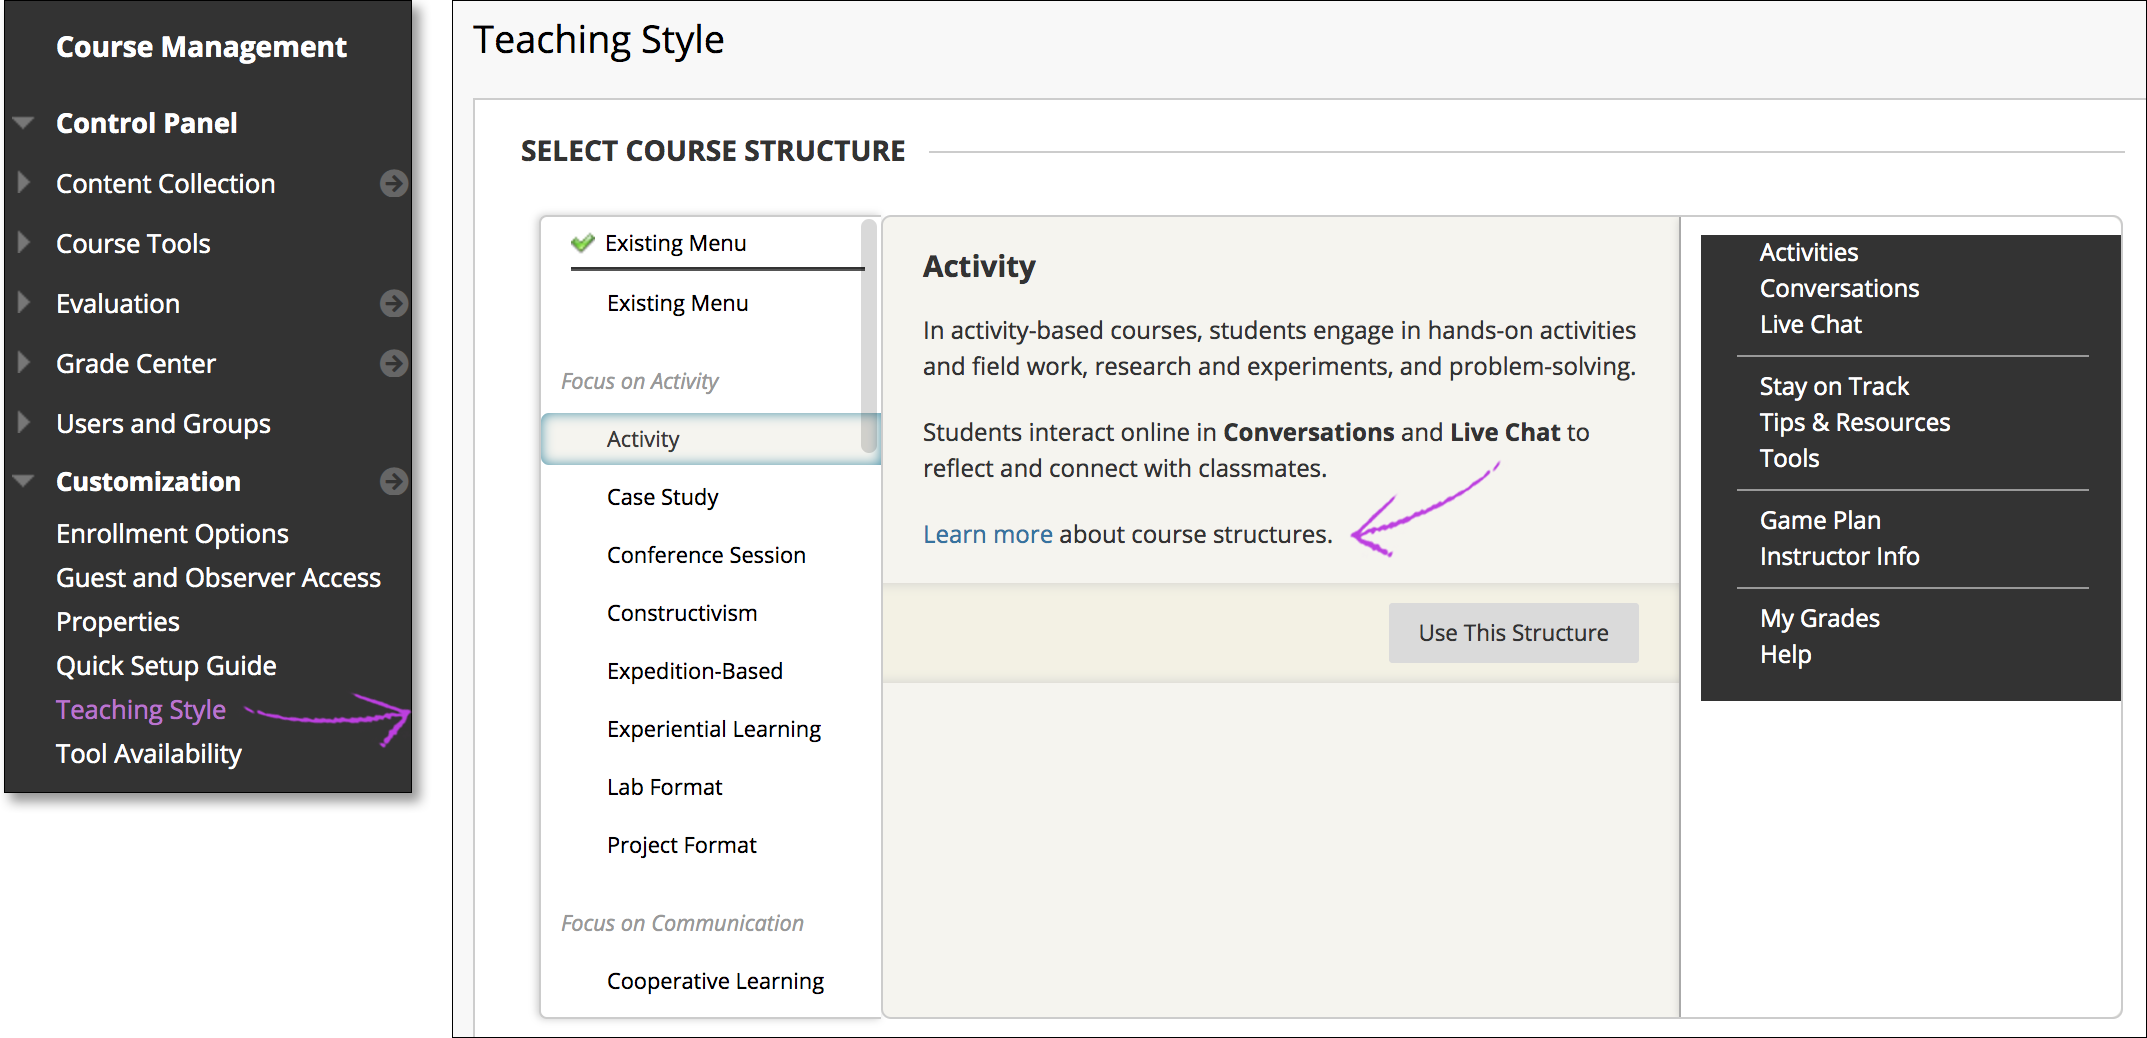 Course Management
Control Panel
Content Collection
Course Tools
Evaluation
Grade Center
Users and Groups
Customization
Enrollment Options
Guest and Observer Access
Properties
Quick Setup Guide
Teaching Style
Tool Availability
Teaching Style
SELECT COURSE STRUCTURE
Existing Menu
Existing Menu
Focus on Activity
Activity
Case Study
Conference Session
Constructivism
Expedition-Based
Experiential Learning
Lab Format
Project Format
Focus on Communication
Cooperative Learning
Activity
In activity-based courses, students engage in hands-on activities
and field work, research and experiments, and problem-solving.
Students interact online in Conversations and Live Chat to
reflect and connect with classmates.
Learn more about course structures.
Use This Structure
Activities
Conversations
Live Chat
Stay on Track
Tips & Resources
Tools
Game Plan
Instructor Info
My Grades
Help